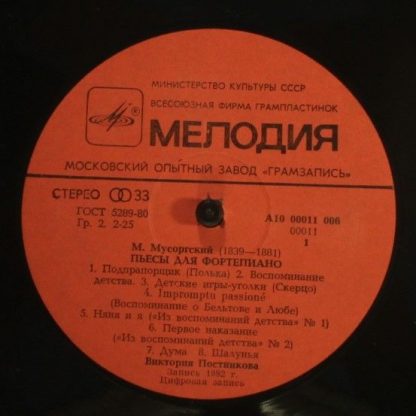 МИНИСТЕРСТВО КУЛЬТУРЫ СССР
ВСЕСОЮЗНАЯ ФИРМА ГРАМПЛАСТИНОК
МЕЛОДИЯ
МОСКОВСКИЙ ОПЫТНЫЙ ЗАВОД «ГРАМЗАПИСЬ»
СТЕРЕО 33
ГОСТ 5289-80
Гр. 2. 2-25
А10 00011 006
00011
1
М. Мусоргский (1839—1881)
ПЬЕСЫ ДЛЯ ФОРТЕПИАНО
1. Подпрапорщик (Полька) 2. Воспоминание
детства. 3. Детские игры-уголки (Скерцо)
4. Impromptu passioné
(Воспоминание о Бельтове и Любе)
5. Няня и я («Из воспоминаний детства» № 1)
6. Первое наказание
(«Из воспоминаний детства» № 2)
7. Дума 8. Шалунья
Виктория Постникова
Запись 1982 г.
Цифровая запись